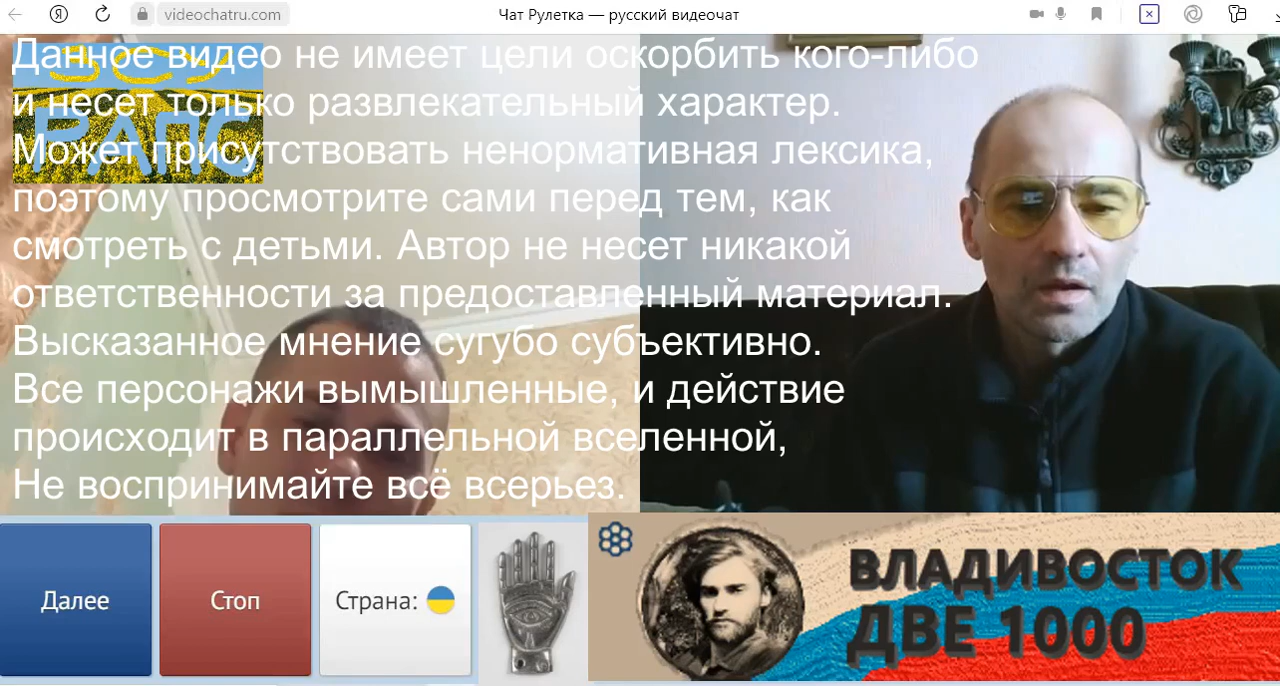 videochatru.com
Чат Рулетка — русский видеочат
Данное видео не имеет цели оскорбить кого-либо
и несет только развлекательный характер.
Может присутствовать ненормативная лексика,
поэтому просмотрите сами перед тем, как
смотреть с детьми. Автор не несет никакой
ответственности за предоставленный материал.
Высказанное мнение сугубо субъективно.
Все персонажи вымышленные, и действие
происходит в параллельной вселенной,
Не воспринимайте всё всерьез.
РАПС
Далее
Стоп
Страна:
ВЛАДИВОСТОК
ДВЕ 1000